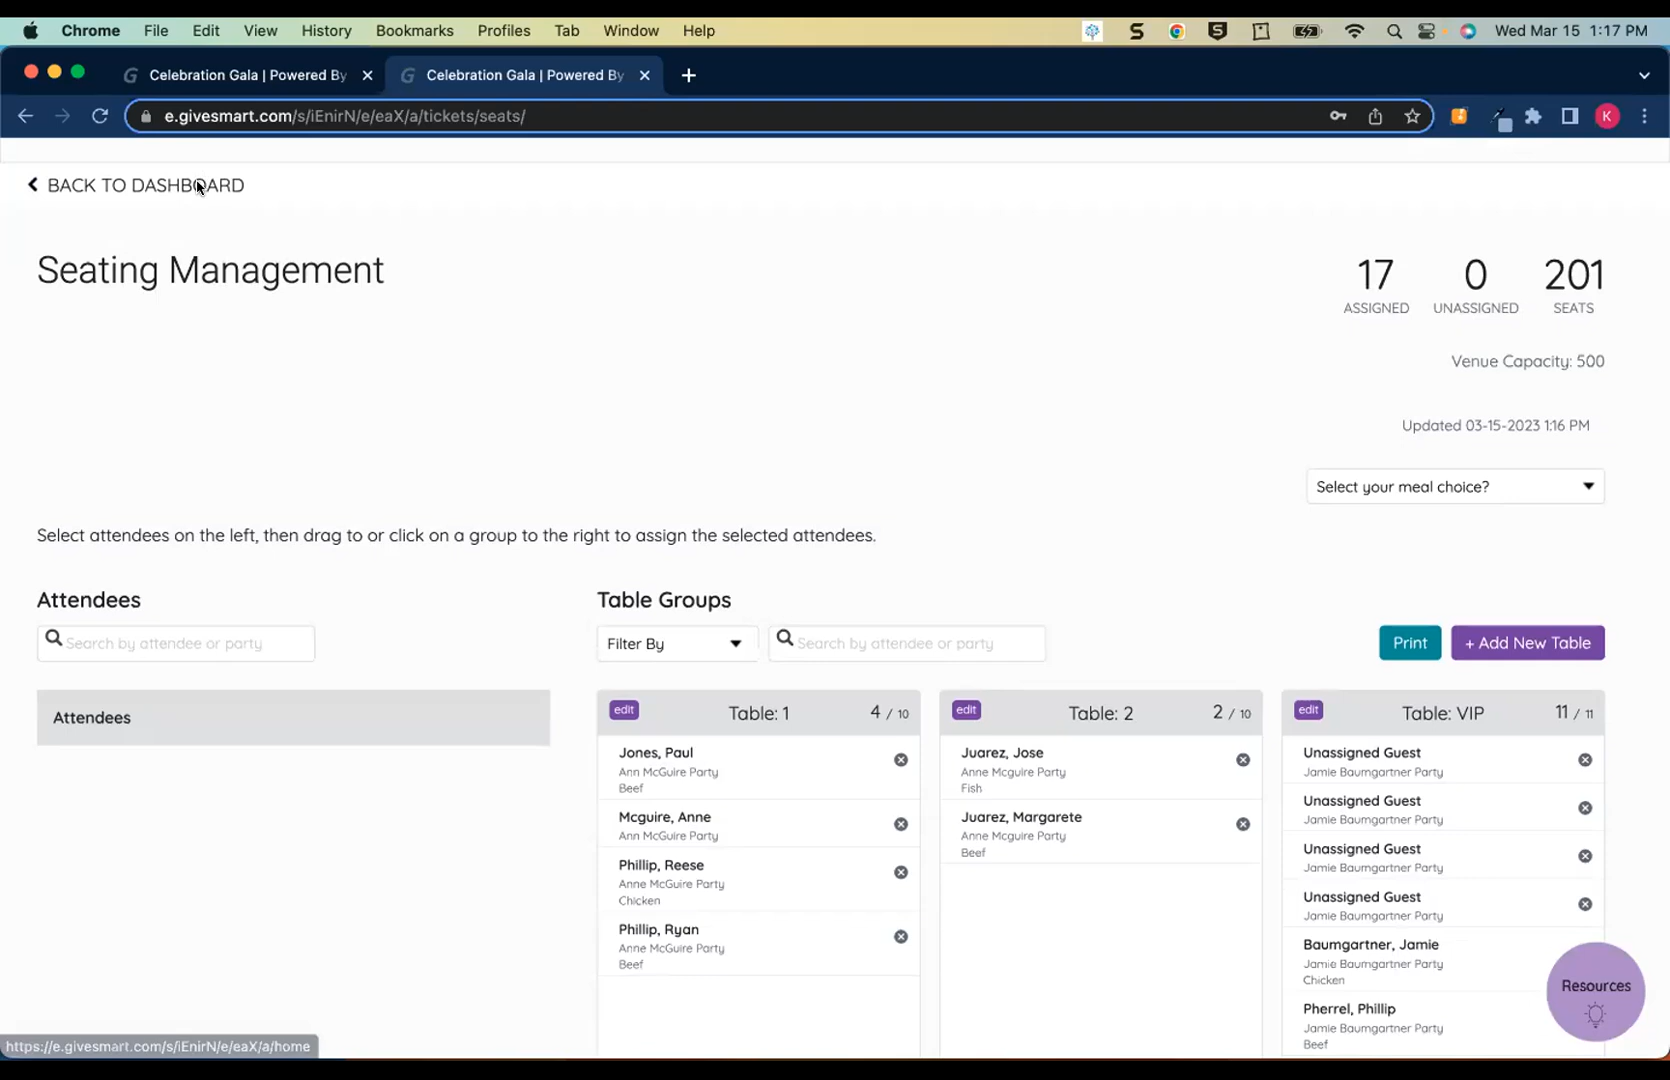 Chrome File Edit View History Bookmarks Profiles Tab Window Help Wed Mar 15 1:17 PM
Celebration Gala | Powered By
Celebration Gala | Powered By
e.givesmart.com/s/iEnirN/e/eaX/a/tickets/seats/
K
BACK TO DASHBOARD
Seating Management
17 0 201
ASSIGNED UNASSIGNED SEATS
Venue Capacity: 500
Updated 03-15-2023 1:16 PM
Select your meal choice?
Select attendees on the left, then drag to or click on a group to the right to assign the selected attendees.
Attendees
Search by attendee or party
Attendees
Table Groups
Filter By
Search by attendee or party
Print
+ Add New Table
edit Table: 1 4 / 10
Jones, Paul
Ann McGuire Party
Beef
Mcguire, Anne
Ann McGuire Party
Phillip, Reese
Anne McGuire Party
Chicken
Phillip, Ryan
Anne McGuire Party
Beef
edit Table: 2 2 / 10
Juarez, Jose
Anne Mcguire Party
Fish
Juarez, Margarete
Anne Mcguire Party
Beef
edit Table: VIP 11 / 11
Unassigned Guest
Jamie Baumgartner Party
Unassigned Guest
Jamie Baumgartner Party
Unassigned Guest
Jamie Baumgartner Party
Unassigned Guest
Jamie Baumgartner Party
Baumgartner, Jamie
Jamie Baumgartner Party
Chicken
Pherrel, Phillip
Jamie Baumgartner Party
Beef
Resources
https://e.givesmart.com/s/iEnirN/e/eaX/a/home